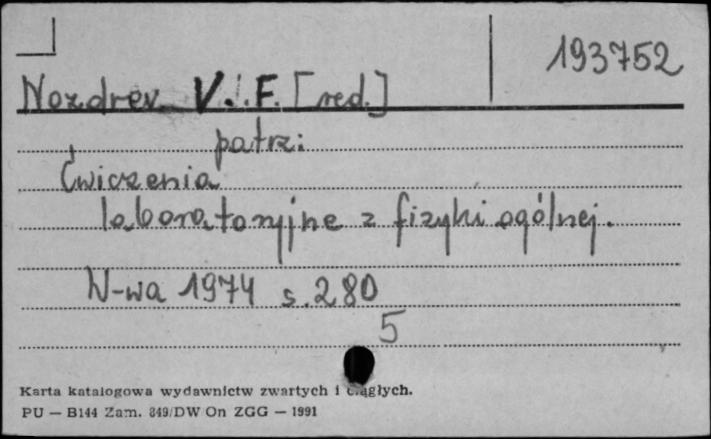 193752
Nozdrev V. F. [red.]
patrz:
Ćwiczenia
laboratoryjne z fizyki ogólnej.
W-wa 1974 s. 280
5
Karta katalogowa wydawnictw zwartych i ciągłych.
PU — B144 Zam. 849/DW On ZGG — 1991